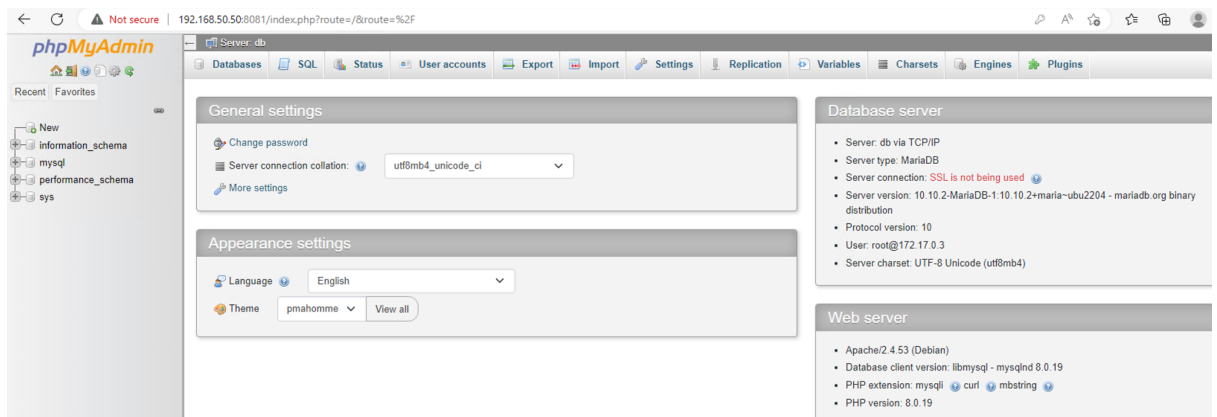 Not secure
192.168.50.50:8081/index.php?route=/&route=%2F
phpMyAdmin
Recent Favorites
New
information_schema
mysql
performance_schema
sys
Server: db
Databases SQL Status User accounts Export Import Settings Replication Variables Charsets Engines Plugins
General settings
Change password
Server connection collation: utf8mb4_unicode_ci
More settings
Appearance settings
Language English
Theme pmahomme View all
Database server
Server: db via TCP/IP
Server type: MariaDB
Server connection: SSL is not being used
Server version: 10.10.2-MariaDB-1:10.10.2+maria~ubu2204 - mariadb.org binary
distribution
Protocol version: 10
User: root@172.17.0.3
Server charset: UTF-8 Unicode (utf8mb4)
Web server
Apache/2.4.53 (Debian)
Database client version: libmysql - mysqlnd 8.0.19
PHP extension: mysqli curl mbstring
PHP version: 8.0.19